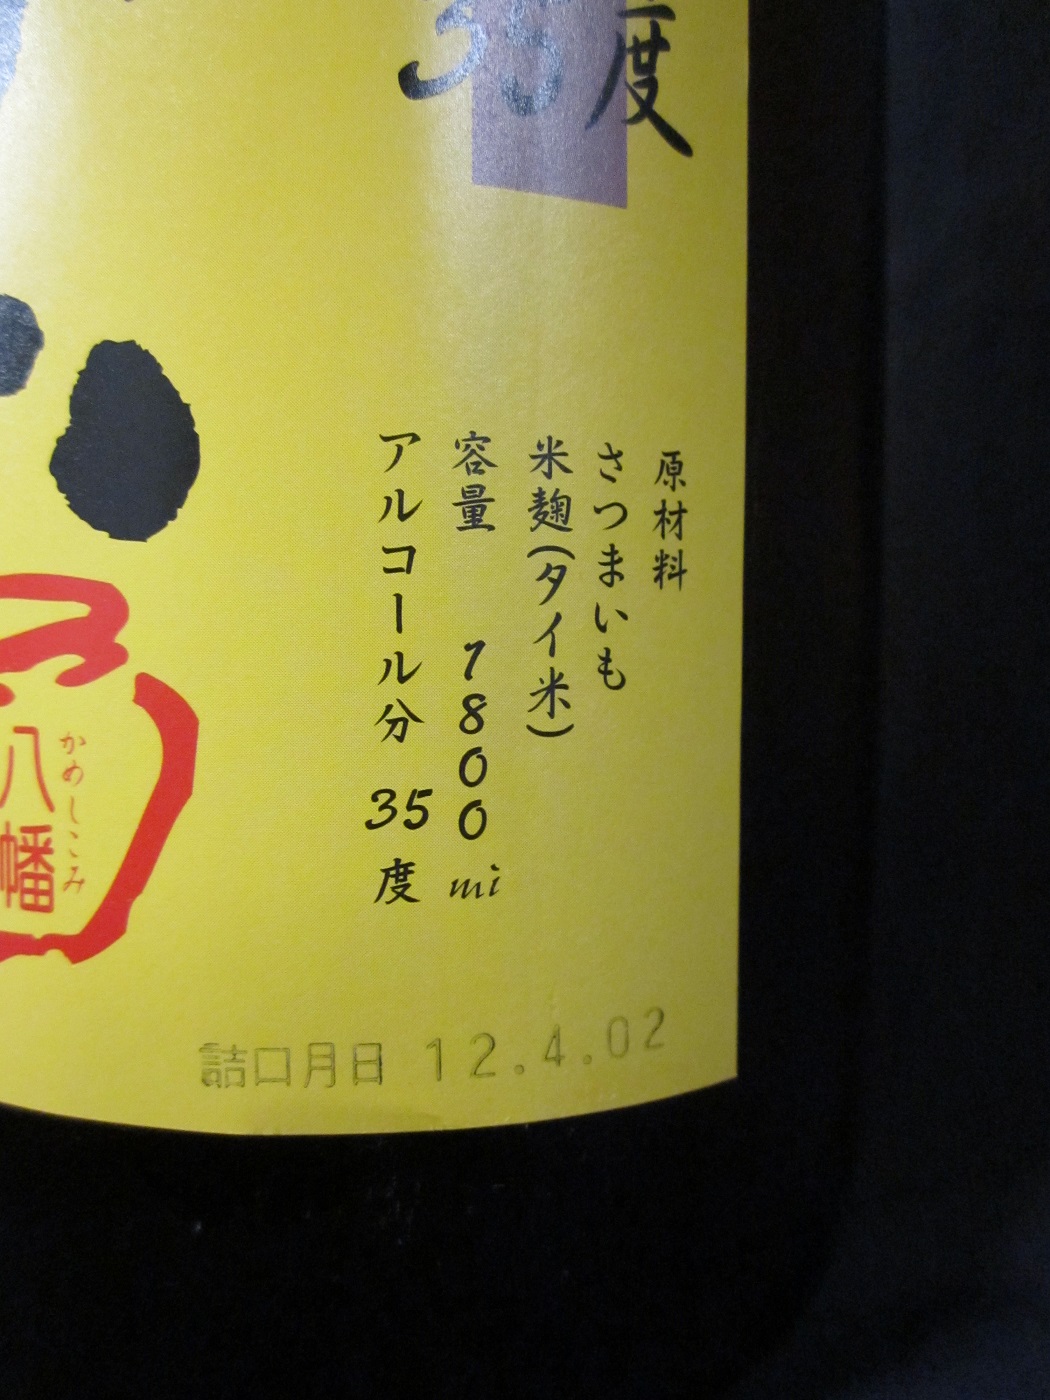 35度
原材料
さつまいも
米麹(タイ米)
容量 1800ml
アルコール分 35度
かめしこみ
八幡
詰口月日 12.4.02